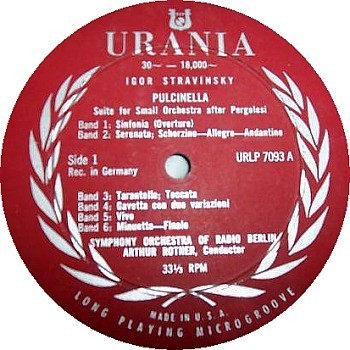 URANIA
30~ — 18,000~
IGOR STRAVINSKY
PULCINELLA
Suite for Small Orchestra after Pergolesi
Band 1: Sinfonia (Overture)
Band 2: Serenata; Scherzino—Allegro—Andantino
Side 1
Rec. in Germany
URLP 7093 A
Band 3: Tarantella; Toccata
Band 4: Gavotta con due variazioni
Band 5: Vivo
Band 6: Minuetto—Finale
SYMPHONY ORCHESTRA OF RADIO BERLIN
ARTHUR ROTHER, Conductor
33⅓ RPM
MADE IN U.S.A.
LONG PLAYING MICROGROOVE